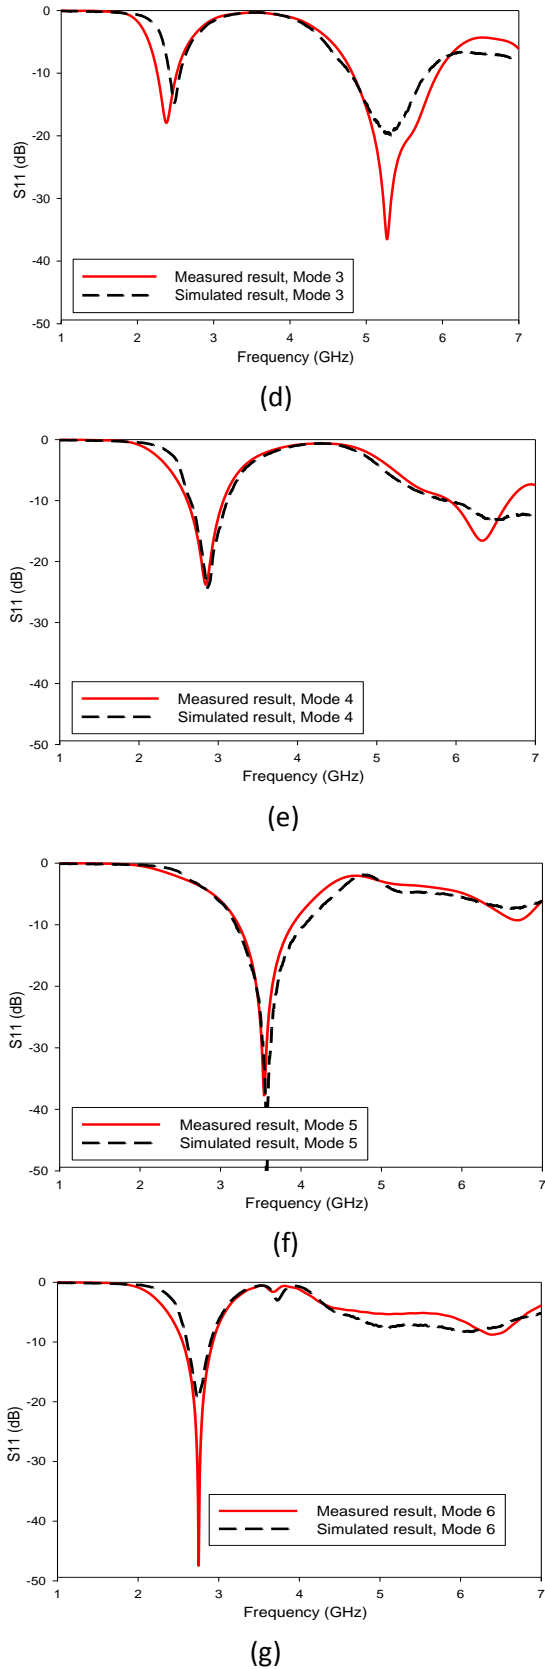 0
-10
-20
-30
-40
-50
S11 (dB)
Measured result, Mode 3
Simulated result, Mode 3
1 2 3 4 5 6 7
Frequency (GHz)
(d)
0
-10
-20
-30
-40
-50
S11 (dB)
Measured result, Mode 4
Simulated result, Mode 4
1 2 3 4 5 6 7
Frequency (GHz)
(e)
0
-10
-20
-30
-40
-50
S11 (dB)
Measured result, Mode 5
Simulated result, Mode 5
1 2 3 4 5 6 7
Frequency (GHz)
(f)
0
-10
-20
-30
-40
-50
S11 (dB)
Measured result, Mode 6
Simulated result, Mode 6
1 2 3 4 5 6 7
Frequency (GHz)
(g)